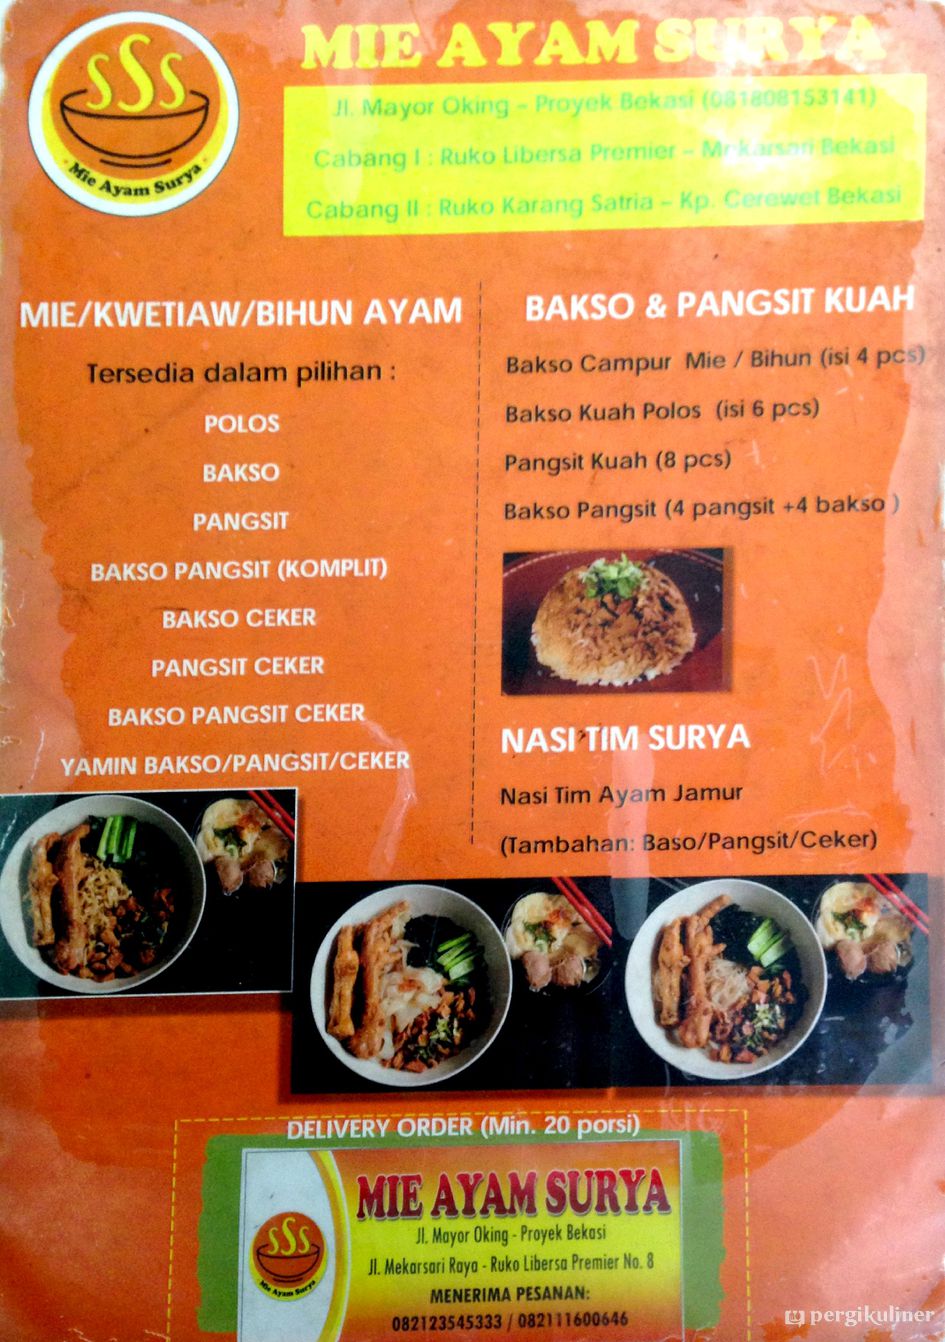 MIE AYAM SURYA
Jl. Mayor Oking - Proyek Bekasi (081808153141)
Cabang I : Ruko Libersa Premier - Mekarsari Bekasi
Cabang II : Ruko Karang Satria - Kp. Cerewet Bekasi
SSS
Mie Ayam Surya
MIE/KWETIAW/BIHUN AYAM
Tersedia dalam pilihan :
POLOS
BAKSO
PANGSIT
BAKSO PANGSIT (KOMPLIT)
BAKSO CEKER
PANGSIT CEKER
BAKSO PANGSIT CEKER
YAMIN BAKSO/PANGSIT/CEKER
BAKSO & PANGSIT KUAH
Bakso Campur Mie / Bihun (isi 4 pcs)
Bakso Kuah Polos (isi 6 pcs)
Pangsit Kuah (8 pcs)
Bakso Pangsit (4 pangsit +4 bakso )
NASI TIM SURYA
Nasi Tim Ayam Jamur
(Tambahan: Baso/Pangsit/Ceker)
DELIVERY ORDER (Min. 20 porsi)
MIE AYAM SURYA
Jl. Mayor Oking - Proyek Bekasi
Jl. Mekarsari Raya - Ruko Libersa Premier No. 8
MENERIMA PESANAN:
082123545333 / 082111600646
SSS
Mie Ayam Surya
pergikuliner